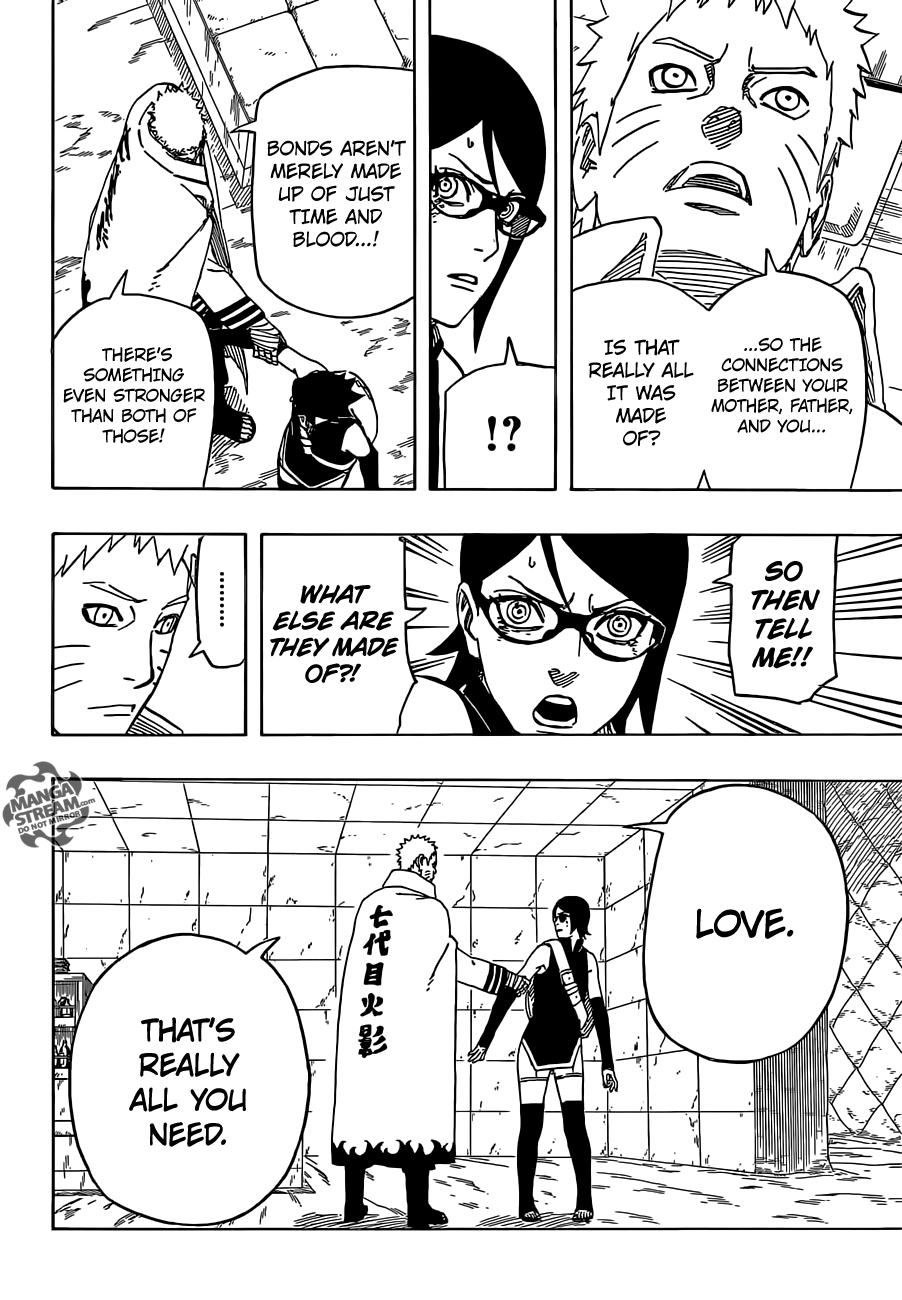 ...SO THE
CONNECTIONS
BETWEEN YOUR
MOTHER, FATHER,
AND YOU...
IS THAT
REALLY ALL
IT WAS
MADE
OF?
!?
BONDS AREN'T
MERELY MADE
UP OF JUST
TIME AND
BLOOD...!
THERE'S
SOMETHING
EVEN STRONGER
THAN BOTH OF
THOSE!
SO
THEN
TELL
ME!!
WHAT
ELSE ARE
THEY MADE
OF?!
.........
LOVE.
七代目火影
THAT'S
REALLY
ALL YOU
NEED.
MANGA
STREAM.com
DO NOT MIRROR